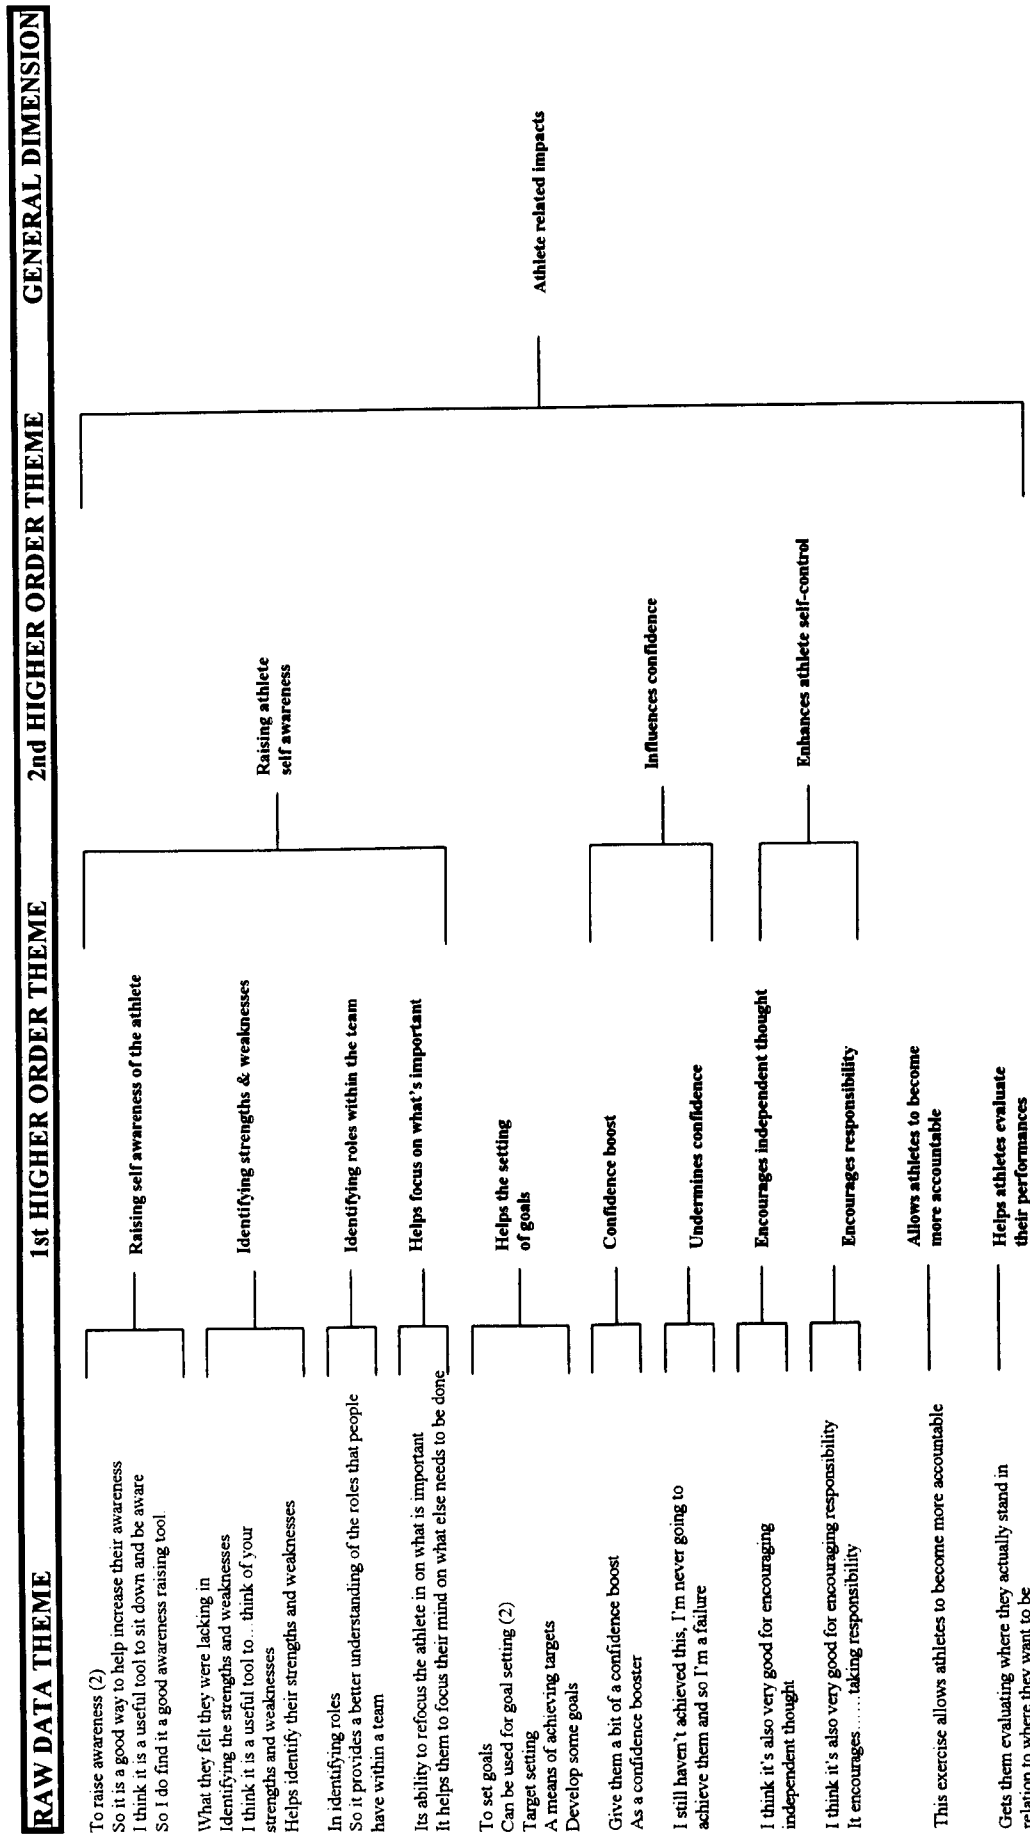 RAW DATA THEME 1st HIGHER ORDER THEME 2nd HIGHER ORDER THEME GENERAL DIMENSION
To raise awareness (2)
So it is a good way to help increase their awareness
I think it is a useful tool to sit down and be aware
So I do find it a good awareness raising tool.
Raising self awareness of the athlete
What they felt they were lacking in
Identifying the strengths and weaknesses
I think it is a useful tool to... think of your
strengths and weaknesses
Helps identify their strengths and weaknesses
Identifying strengths & weaknesses
In identifying roles
So it provides a better understanding of the roles that people
have within a team
Identifying roles within the team
Its ability to refocus the athlete in on what is important
It helps them to focus their mind on what else needs to be done
Helps focus on what's important
Raising athlete
self awareness
To set goals
Can be used for goal setting (2)
Target setting
A means of achieving targets
Develop some goals
Helps the setting
of goals
Give them a bit of a confidence boost
As a confidence booster
Confidence boost
I still haven't achieved this, I'm never going to
achieve them and so I'm a failure
Undermines confidence
Influences confidence
I think it's also very good for encouraging
independent thought
Encourages independent thought
I think it's also very good for encouraging responsibility
It encourages......taking responsibility
Encourages responsibility
Enhances athlete self-control
This exercise allows athletes to become more accountable
Allows athletes to become
more accountable
Gets them evaluating where they actually stand in
relation to where they want to be
Helps athletes evaluate
their performances
Athlete related impacts